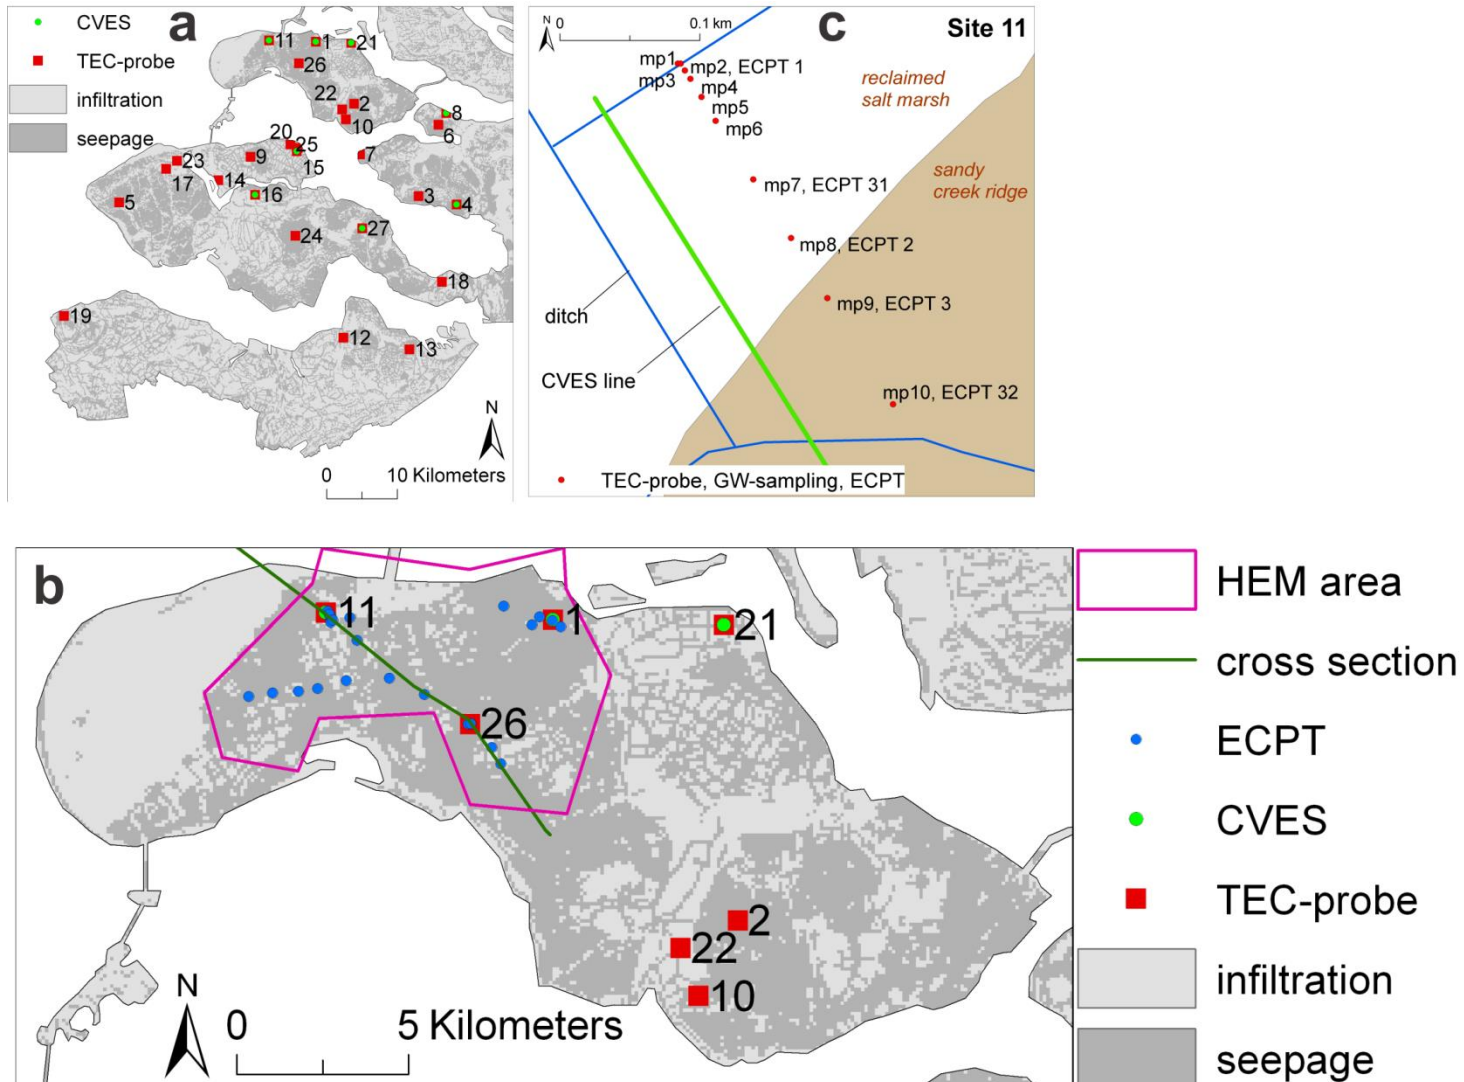 a
CVES
TEC-probe
infiltration
seepage
11
1
21
26
22
2
10
8
6
20
25
7
9
15
23
17
14
16
3
4
5
24
27
18
19
12
13
N
0
10 Kilometers
N
0
0.1 km
c
Site 11
mp1
mp2, ECPT 1
mp3
mp4
mp5
mp6
reclaimed
salt marsh
sandy
creek ridge
mp7, ECPT 31
mp8, ECPT 2
mp9, ECPT 3
ditch
CVES line
mp10, ECPT 32
TEC-probe, GW-sampling, ECPT
b
11
1
21
26
2
22
10
N
0
5 Kilometers
HEM area
cross section
ECPT
CVES
TEC-probe
infiltration
seepage